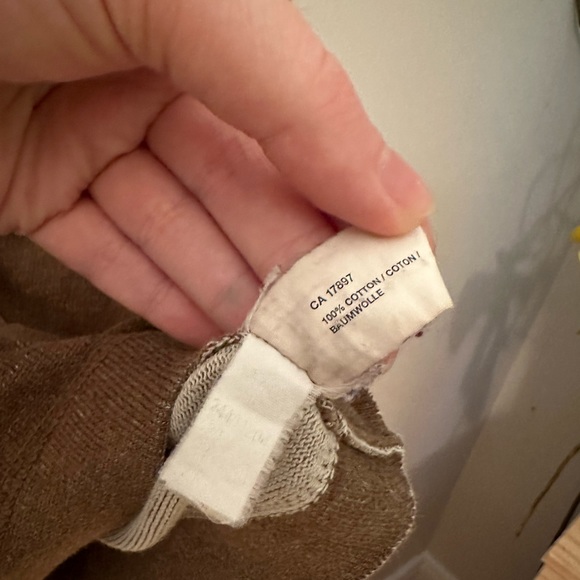 CA 17897
100% COTTON / COTON /
BAUMWOLLE